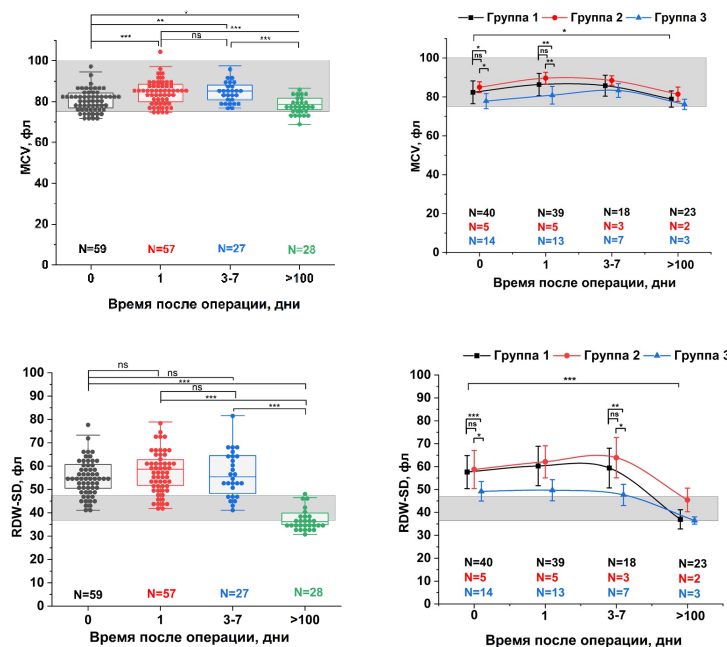 *
**
***
***
ns
***
100
80
60
40
20
0
MCV, фл
N=59
N=57
N=27
N=28
0
1
3-7
>100
Время после операции, дни
Группа 1
Группа 2
Группа 3
*
*
ns
*
**
ns
**
100
80
60
40
20
0
MCV, фл
N=40
N=39
N=18
N=23
N=5
N=5
N=3
N=2
N=14
N=13
N=7
N=3
0
1
3-7
>100
Время после операции, дни
ns
ns
***
ns
***
***
100
90
80
70
60
50
40
30
20
10
0
RDW-SD, фл
N=59
N=57
N=27
N=28
0
1
3-7
>100
Время после операции, дни
Группа 1
Группа 2
Группа 3
***
***
ns
*
**
ns
*
100
90
80
70
60
50
40
30
20
10
0
RDW-SD, фл
N=40
N=39
N=18
N=23
N=5
N=5
N=3
N=2
N=14
N=13
N=7
N=3
0
1
3-7
>100
Время после операции, дни